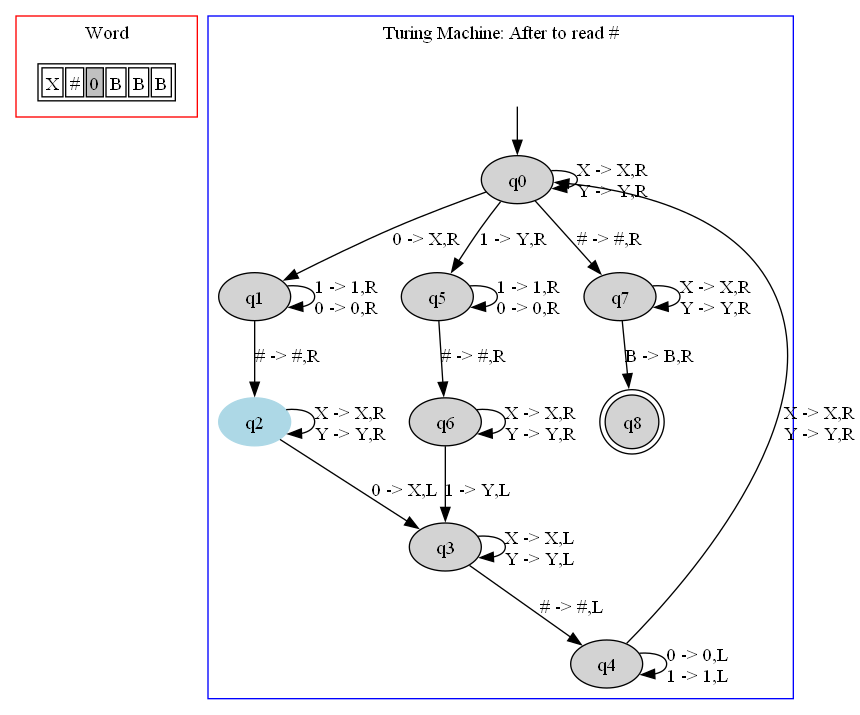 Word
X # 0 B B B
Turing Machine: After to read #
q0
X -> X,R
Y -> Y,R
0 -> X,R
1 -> Y,R
# -> #,R
q1
1 -> 1,R
0 -> 0,R
q5
1 -> 1,R
0 -> 0,R
q7
X -> X,R
Y -> Y,R
# -> #,R
# -> #,R
B -> B,R
q2
X -> X,R
Y -> Y,R
q6
X -> X,R
Y -> Y,R
q8
X -> X,R
Y -> Y,R
0 -> X,L
1 -> Y,L
q3
X -> X,L
Y -> Y,L
# -> #,L
q4
0 -> 0,L
1 -> 1,L